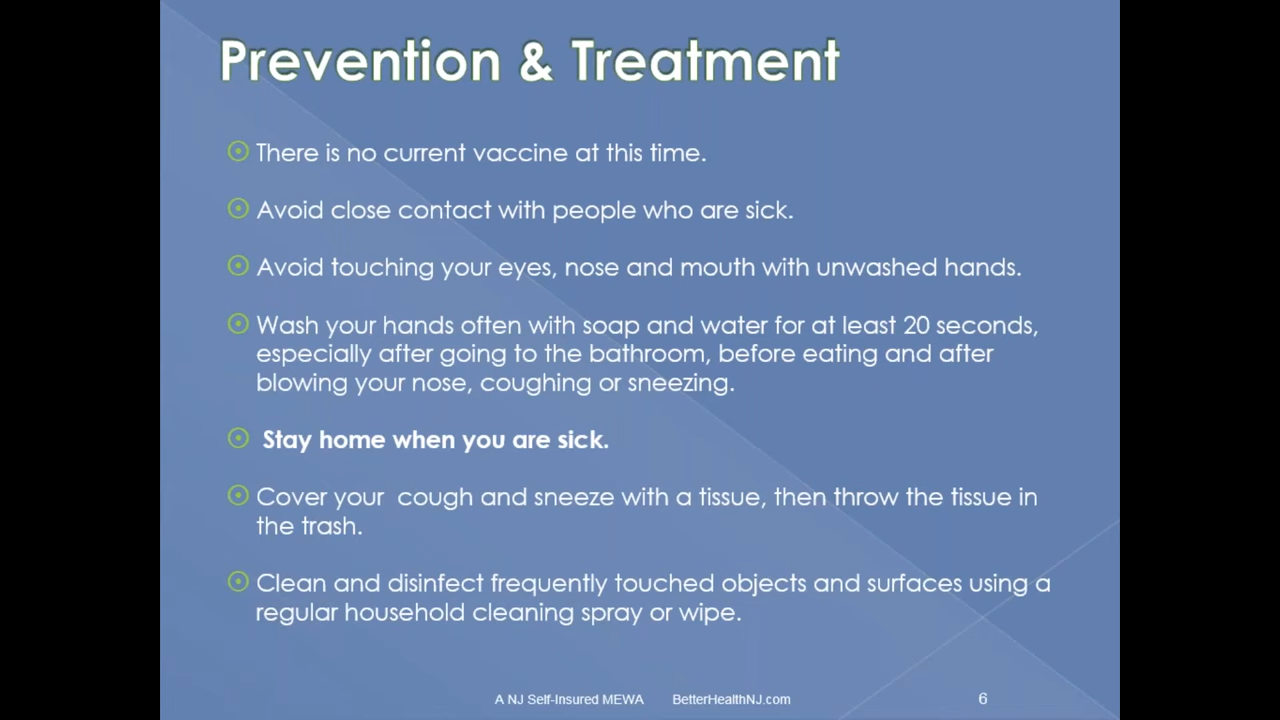 Prevention & Treatment
There is no current vaccine at this time.
Avoid close contact with people who are sick.
Avoid touching your eyes, nose and mouth with unwashed hands.
Wash your hands often with soap and water for at least 20 seconds,
especially after going to the bathroom, before eating and after
blowing your nose, coughing or sneezing.
Stay home when you are sick.
Cover your  cough and sneeze with a tissue, then throw the tissue in
the trash.
Clean and disinfect frequently touched objects and surfaces using a
regular household cleaning spray or wipe.
A NJ Self-Insured MEWA BetterHealthNJ.com 6